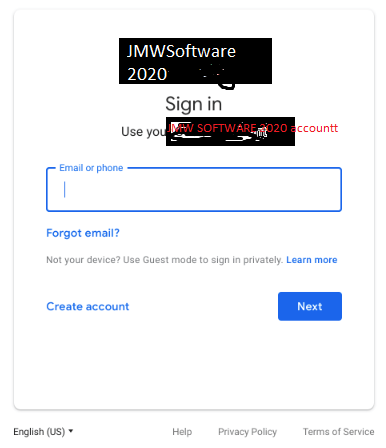 JMWSoftware
2020
Sign in
Use you JMW SOFTWARE 2020 accountt
Email or phone
Forgot email?
Not your device? Use Guest mode to sign in privately. Learn more
Create account Next
English (US) Help Privacy Policy Terms of Service